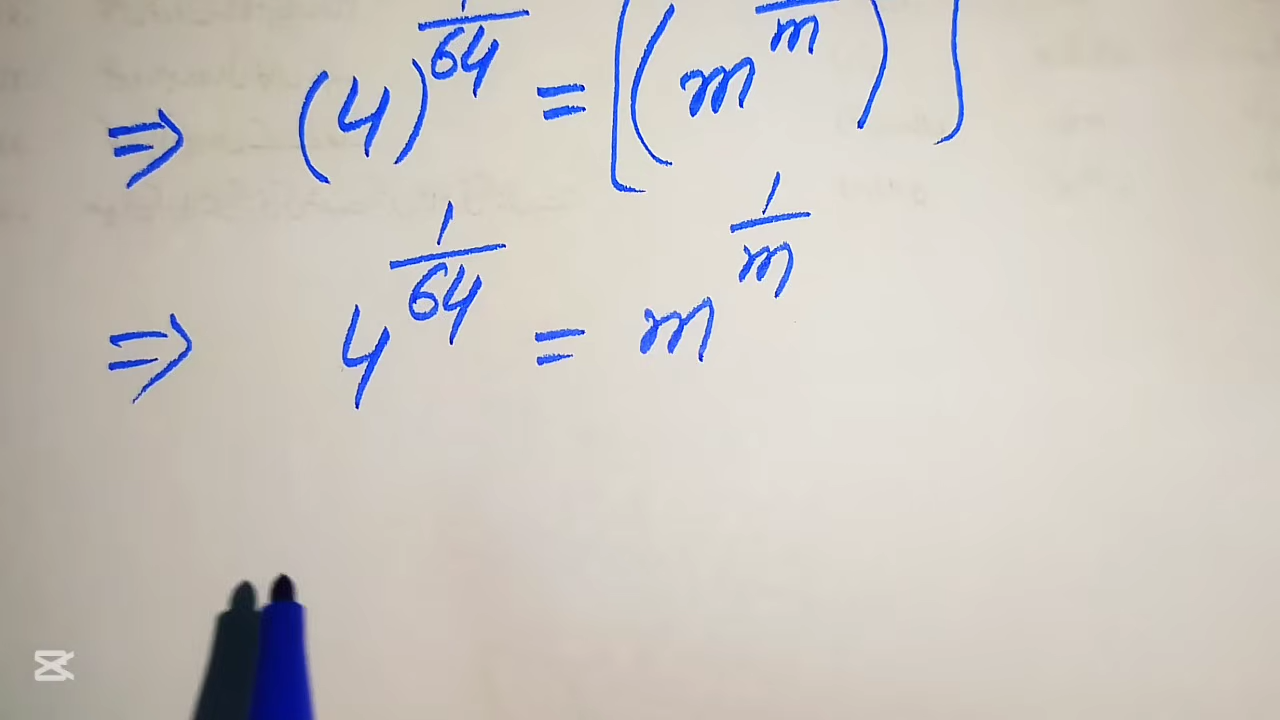 ⇒ (4)^{1/64} = [(m^{1/m})]
⇒ 4^{1/64} = m^{1/m}